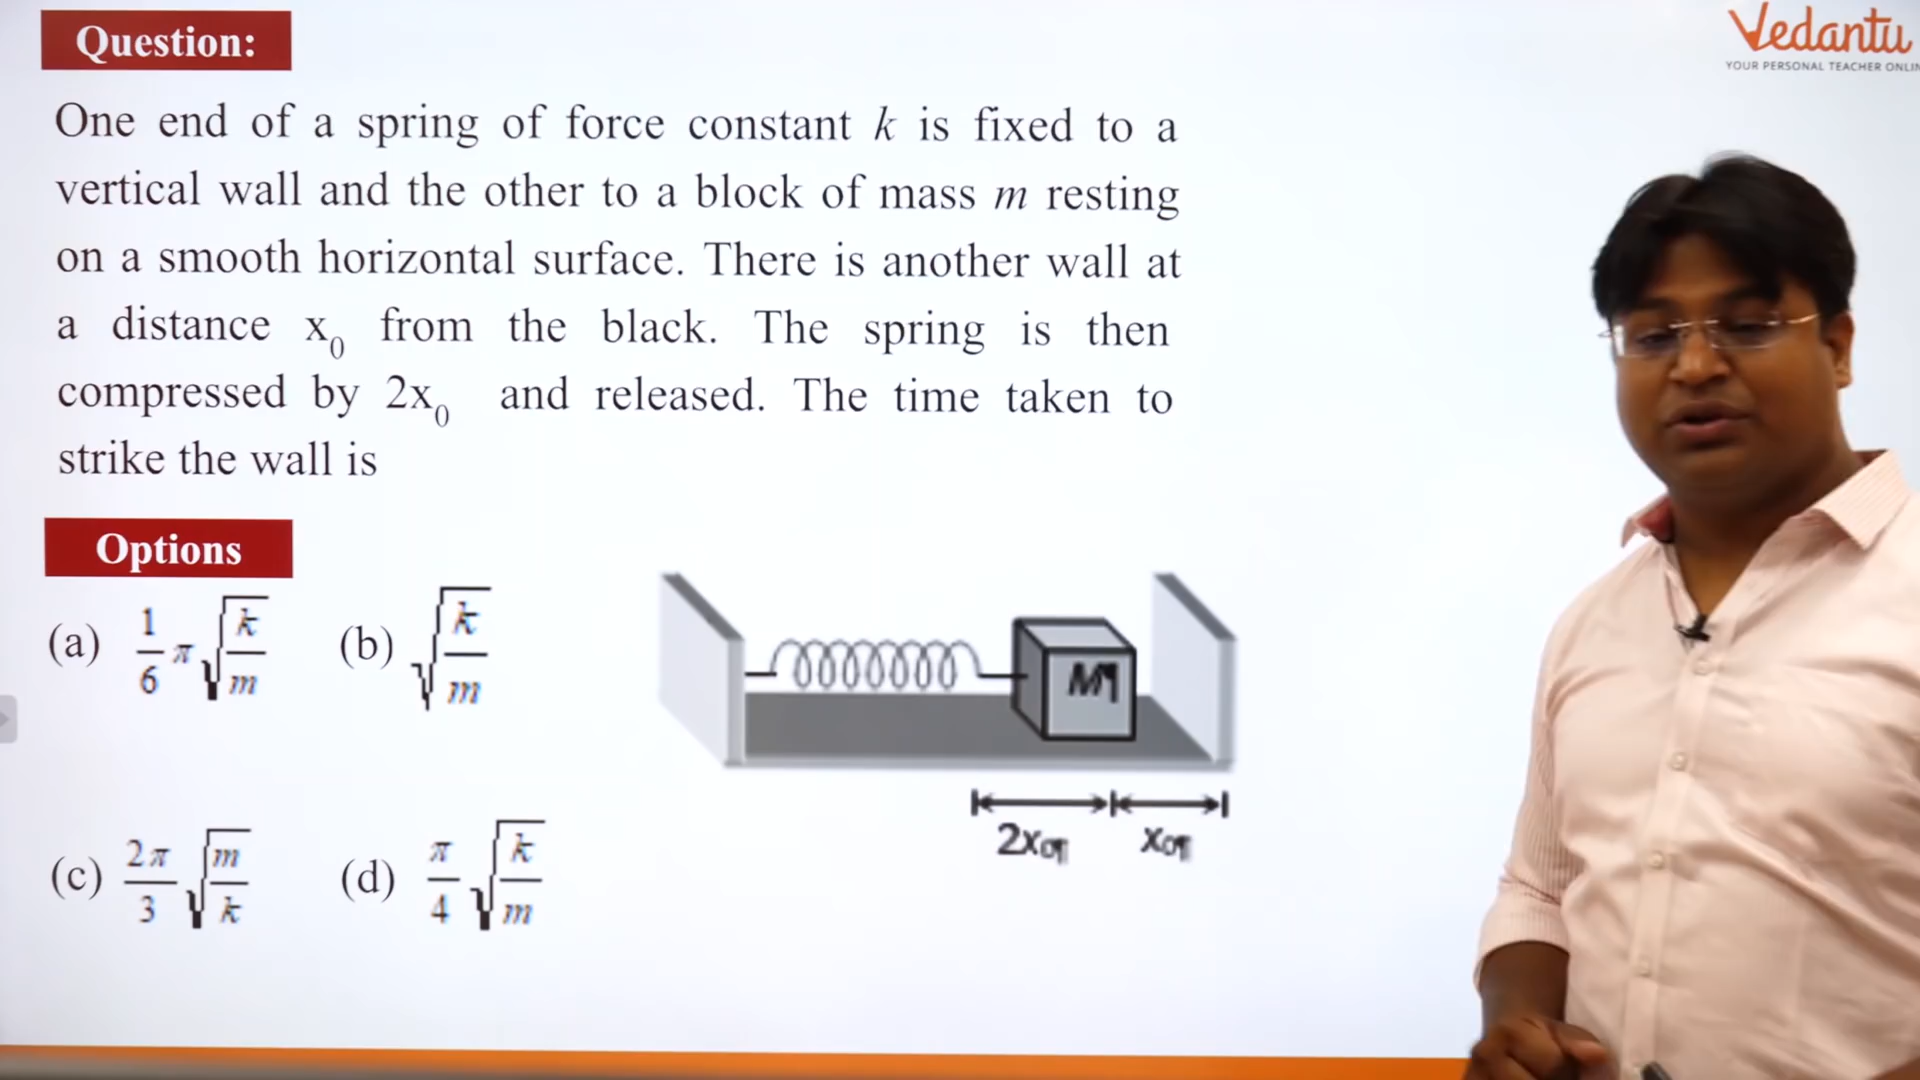 Question:
Vedantu
YOUR PERSONAL TEACHER ONLIN
One end of a spring of force constant k is fixed to a
vertical wall and the other to a block of mass m resting
on a smooth horizontal surface. There is another wall at
a distance x₀ from the black. The spring is then
compressed by 2x₀ and released. The time taken to
strike the wall is
Options
(a) 1/6 π √(k/m) (b) √(k/m)
M¶
2x₀¶ x₀¶
(c) 2π/3 √(m/k) (d) π/4 √(k/m)